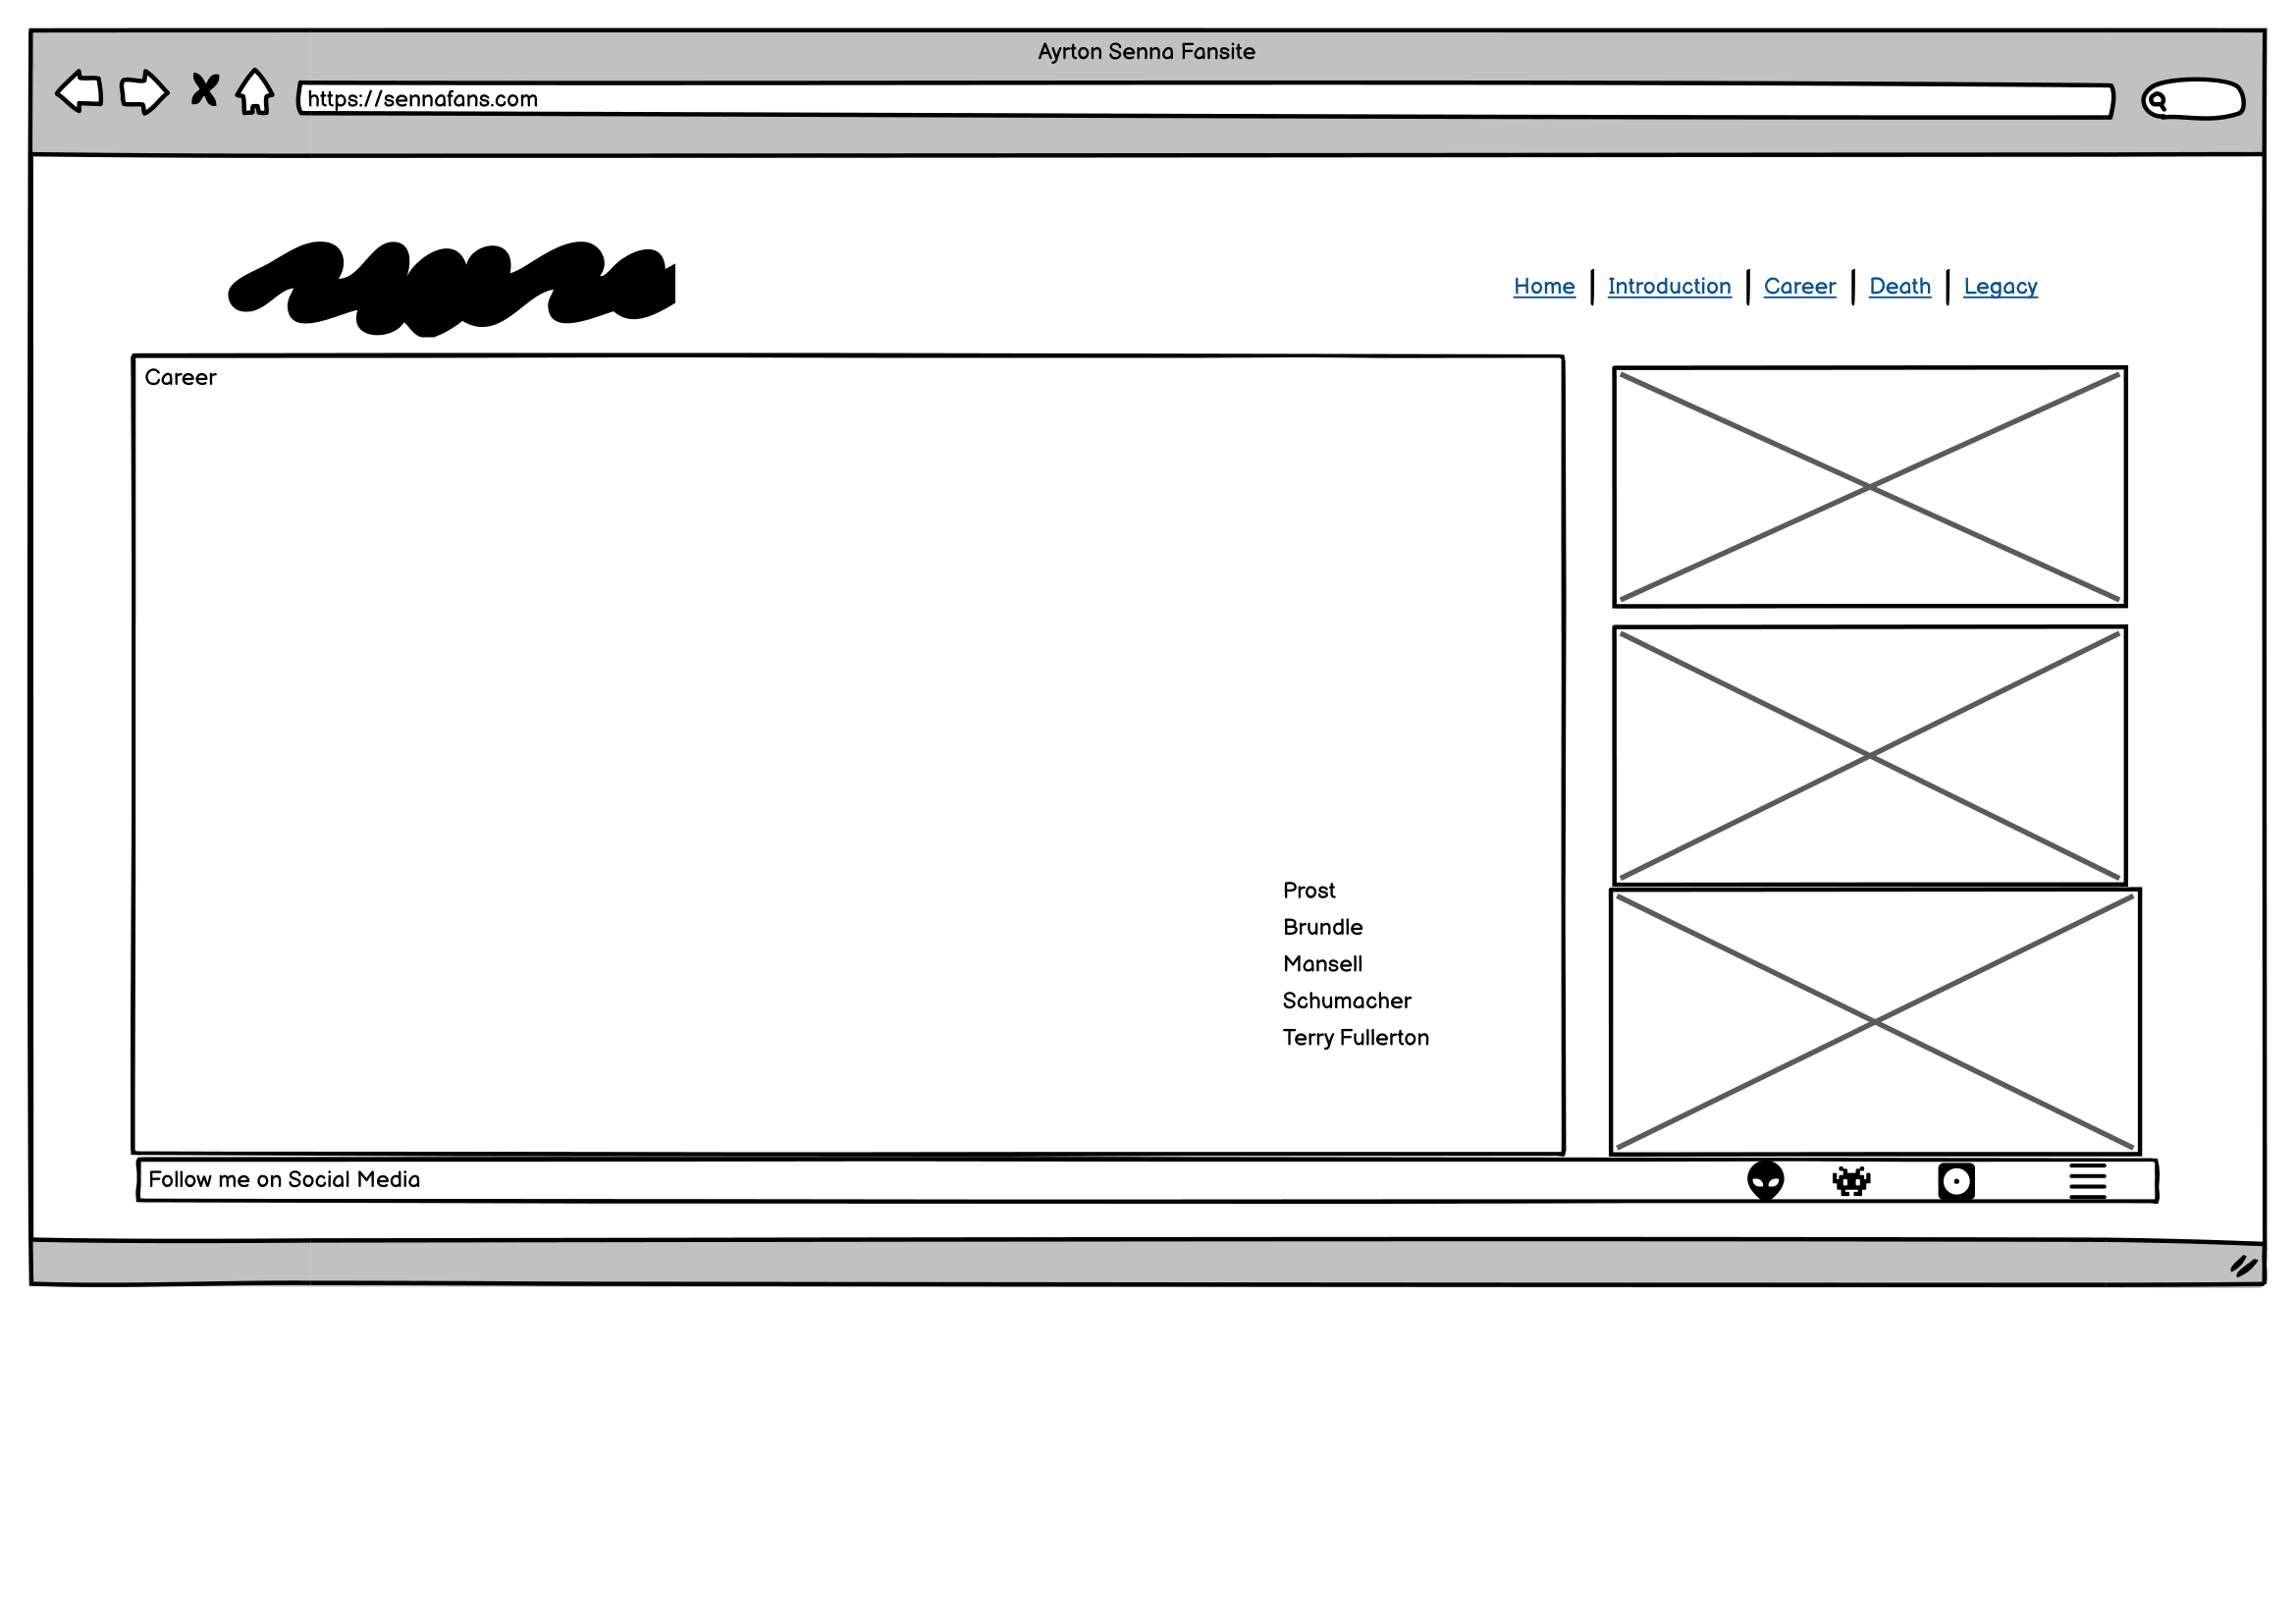 Ayrton Senna Fansite
https://sennafans.com
Home | Introduction | Career | Death | Legacy
Career
Prost
Brundle
Mansell
Schumacher
Terry Fullerton
Follow me on Social Media